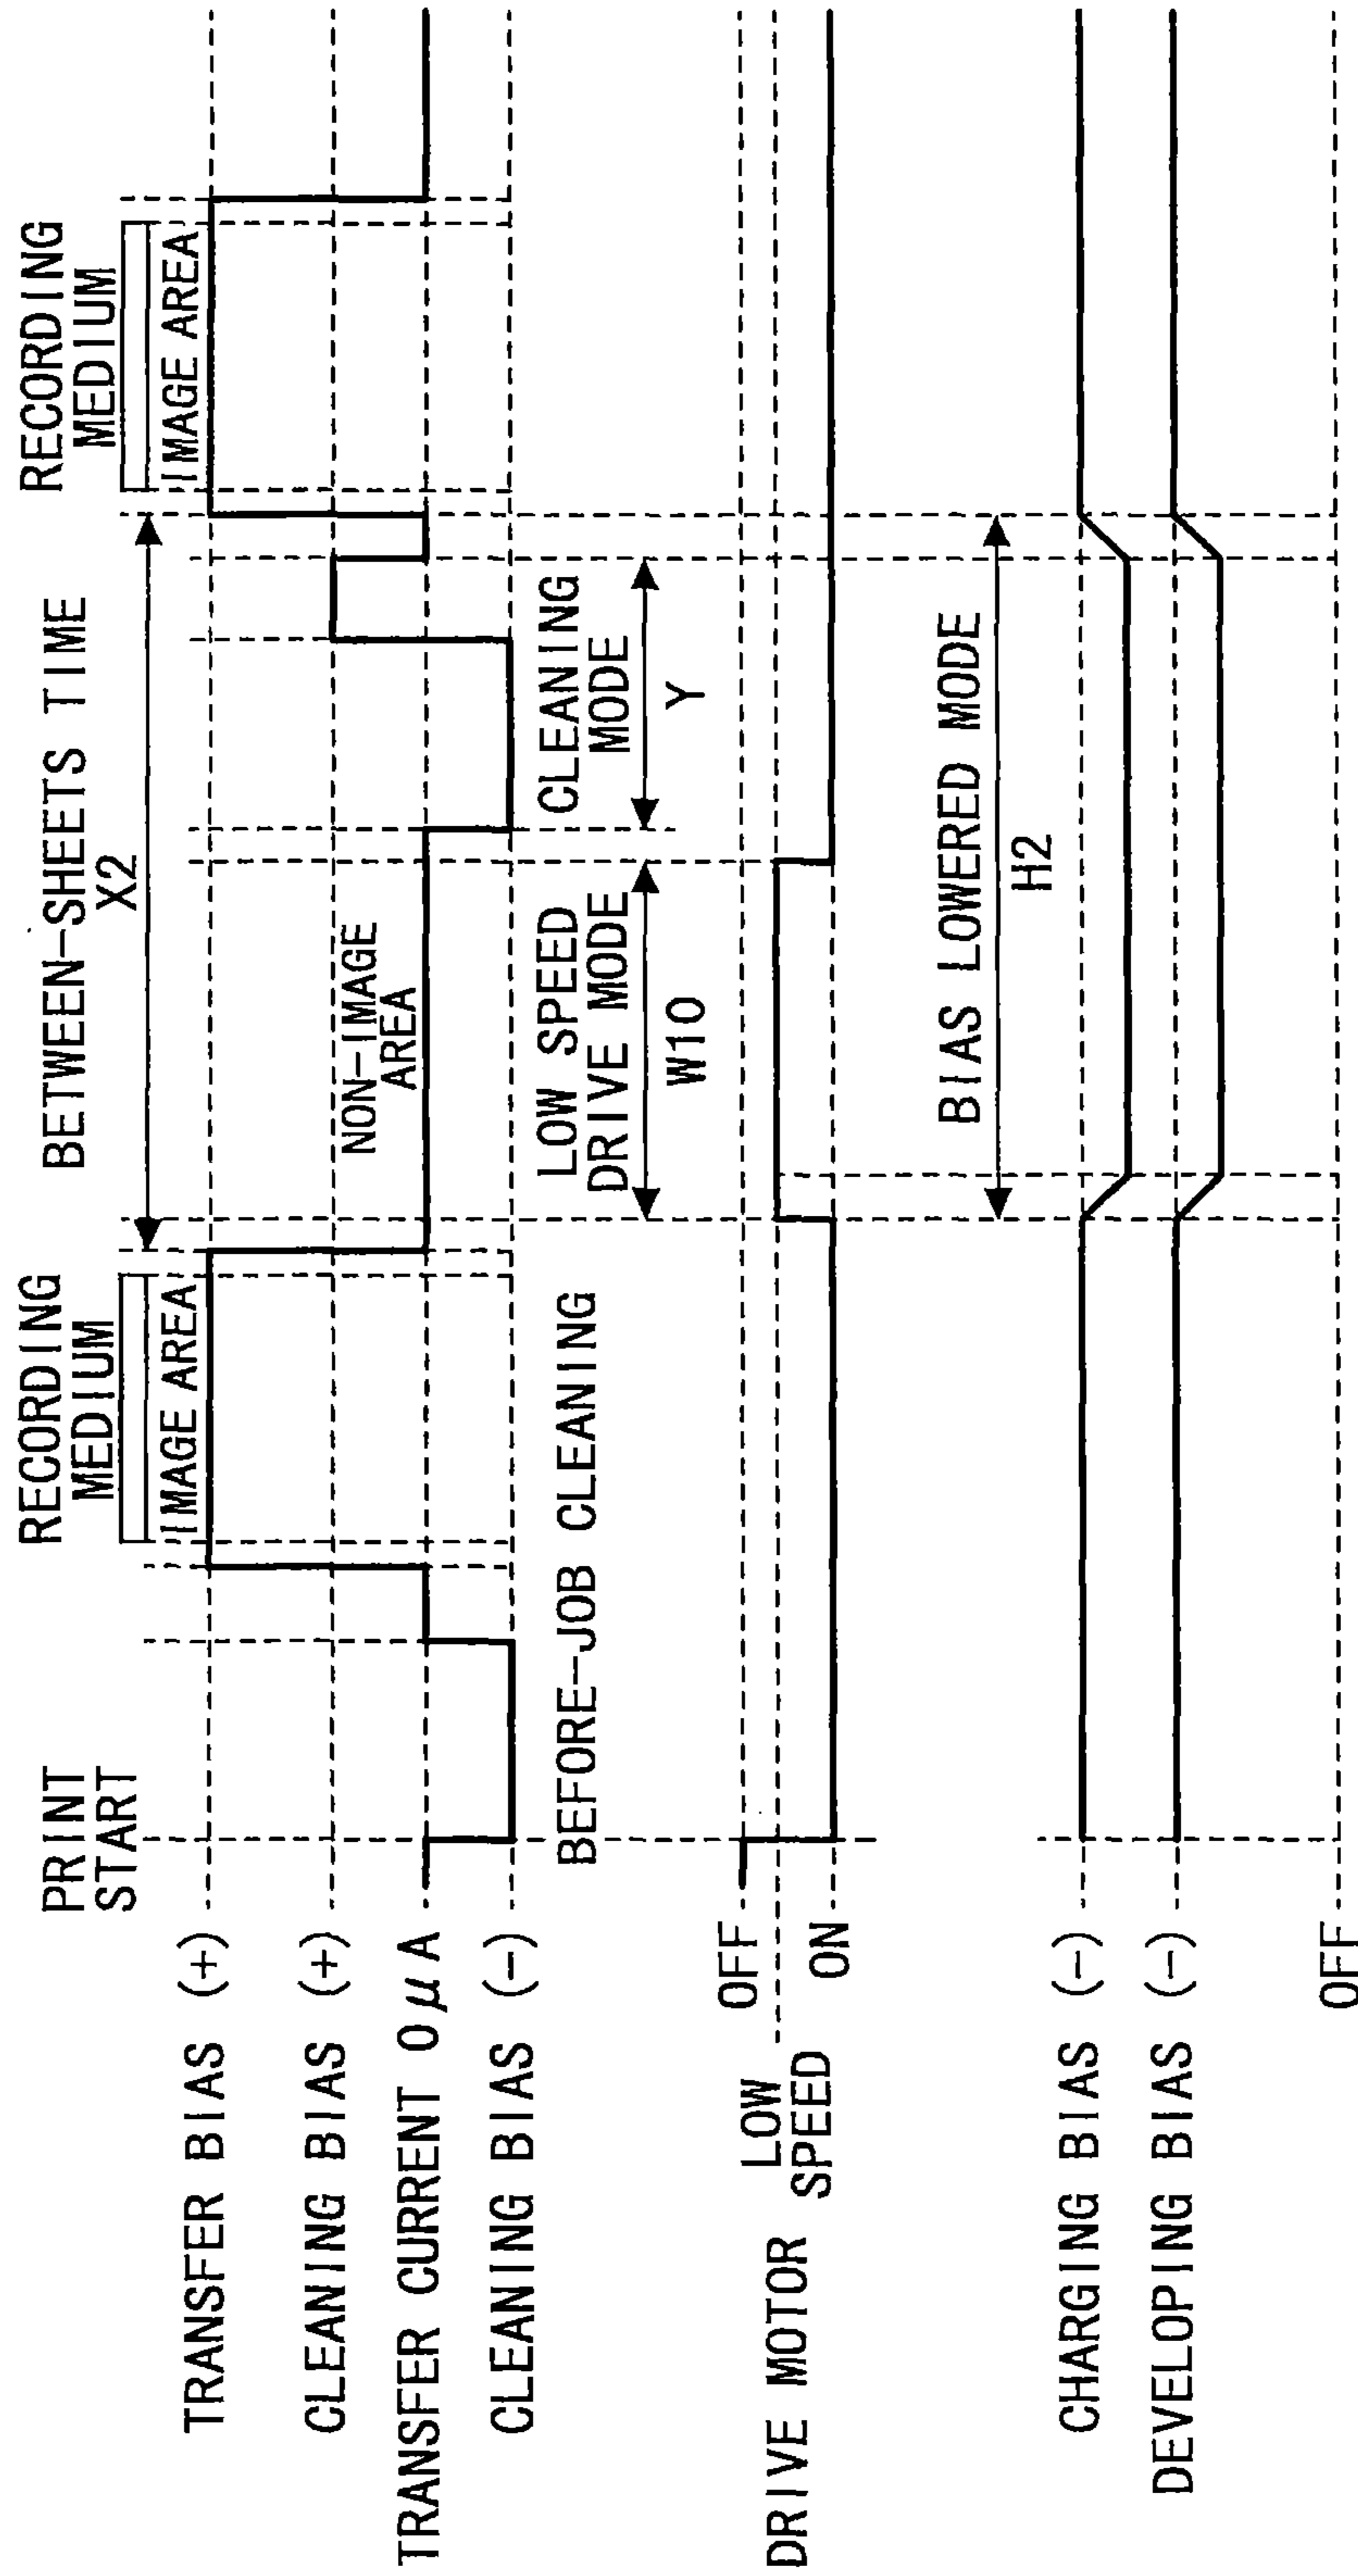 PRINT
START
RECORDING
MEDIUM
IMAGE AREA
BETWEEN-SHEETS TIME
X2
RECORDING
MEDIUM
IMAGE AREA
TRANSFER BIAS (+)
CLEANING BIAS (+)
TRANSFER CURRENT 0μA
CLEANING BIAS (-)
NON-IMAGE
AREA
BEFORE-JOB CLEANING
LOW SPEED
DRIVE MODE
W10
CLEANING
MODE
Y
DRIVE MOTOR
OFF
LOW
SPEED
ON
BIAS LOWERED MODE
H2
CHARGING BIAS (-)
DEVELOPING BIAS (-)
OFF